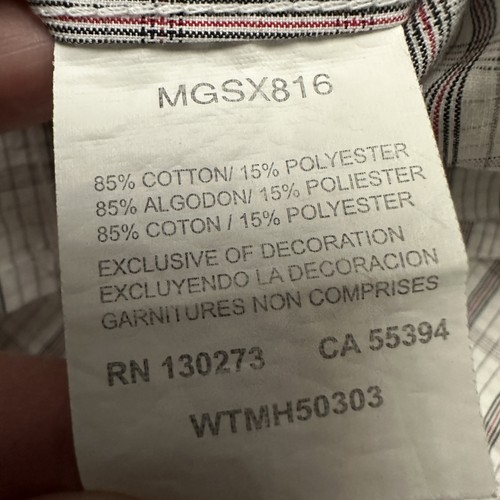 MGSX816
85% COTTON/ 15% POLYESTER
85% ALGODON/ 15% POLIESTER
85% COTON / 15% POLYESTER
EXCLUSIVE OF DECORATION
EXCLUYENDO LA DECORACION
GARNITURES NON COMPRISES
RN 130273 CA 55394
WTMH50303